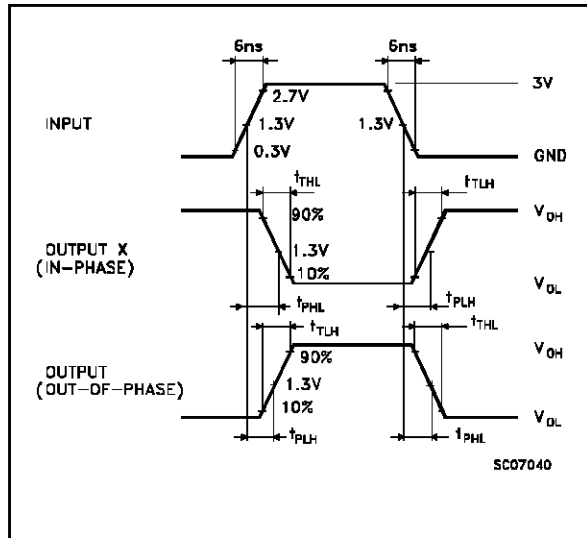 6ns 6ns
3V
2.7V
INPUT 1.3V 1.3V
0.3V
GND
tTHL tTLH
90% VOH
OUTPUT X 1.3V
(IN-PHASE) 10%
VOL
tPHL tPLH
tTLH tTHL
90% VOH
OUTPUT
(OUT-OF-PHASE) 1.3V
10% VOL
tPLH tPHL
SC07040